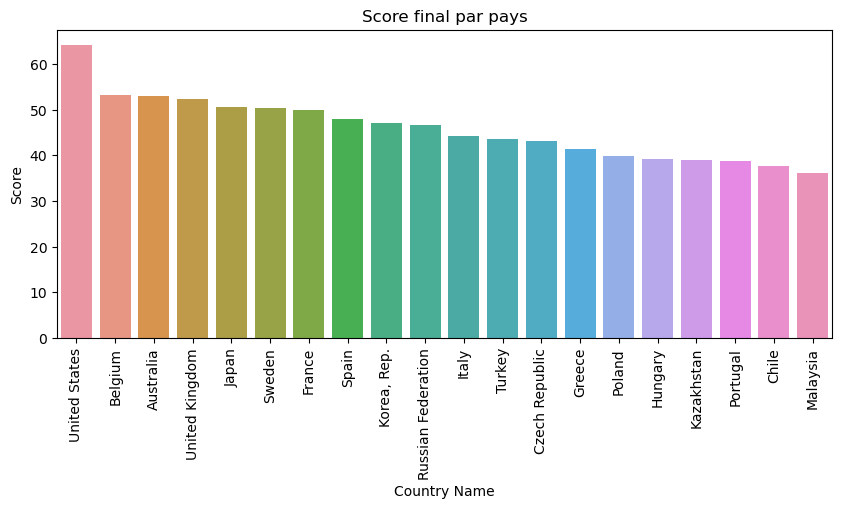 Score final par pays
Score
60
50
40
30
20
10
0
United States
Belgium
Australia
United Kingdom
Japan
Sweden
France
Spain
Korea, Rep.
Russian Federation
Italy
Turkey
Czech Republic
Greece
Poland
Hungary
Kazakhstan
Portugal
Chile
Malaysia
Country Name